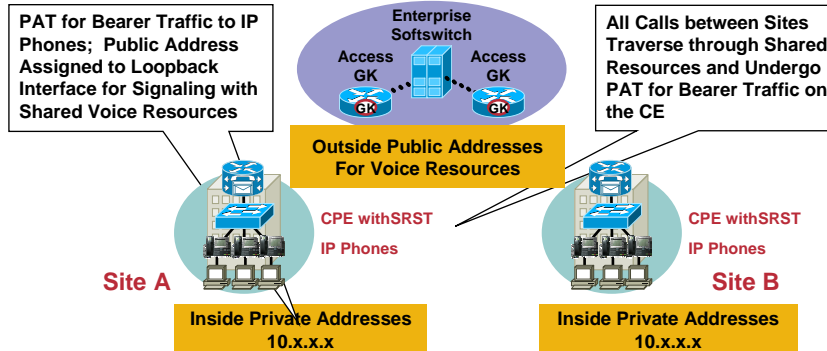 PAT for Bearer Traffic to IP
Phones;  Public Address
Assigned to Loopback
Interface for Signaling with
Shared Voice Resources
Enterprise
Softswitch
Access
GK
Access
GK
GK
GK
All Calls between Sites
Traverse through Shared
Resources and Undergo
PAT for Bearer Traffic on
the CE
Outside Public Addresses
For Voice Resources
CPE withSRST
IP Phones
Site A
CPE withSRST
IP Phones
Site B
Inside Private Addresses
10.x.x.x
Inside Private Addresses
10.x.x.x